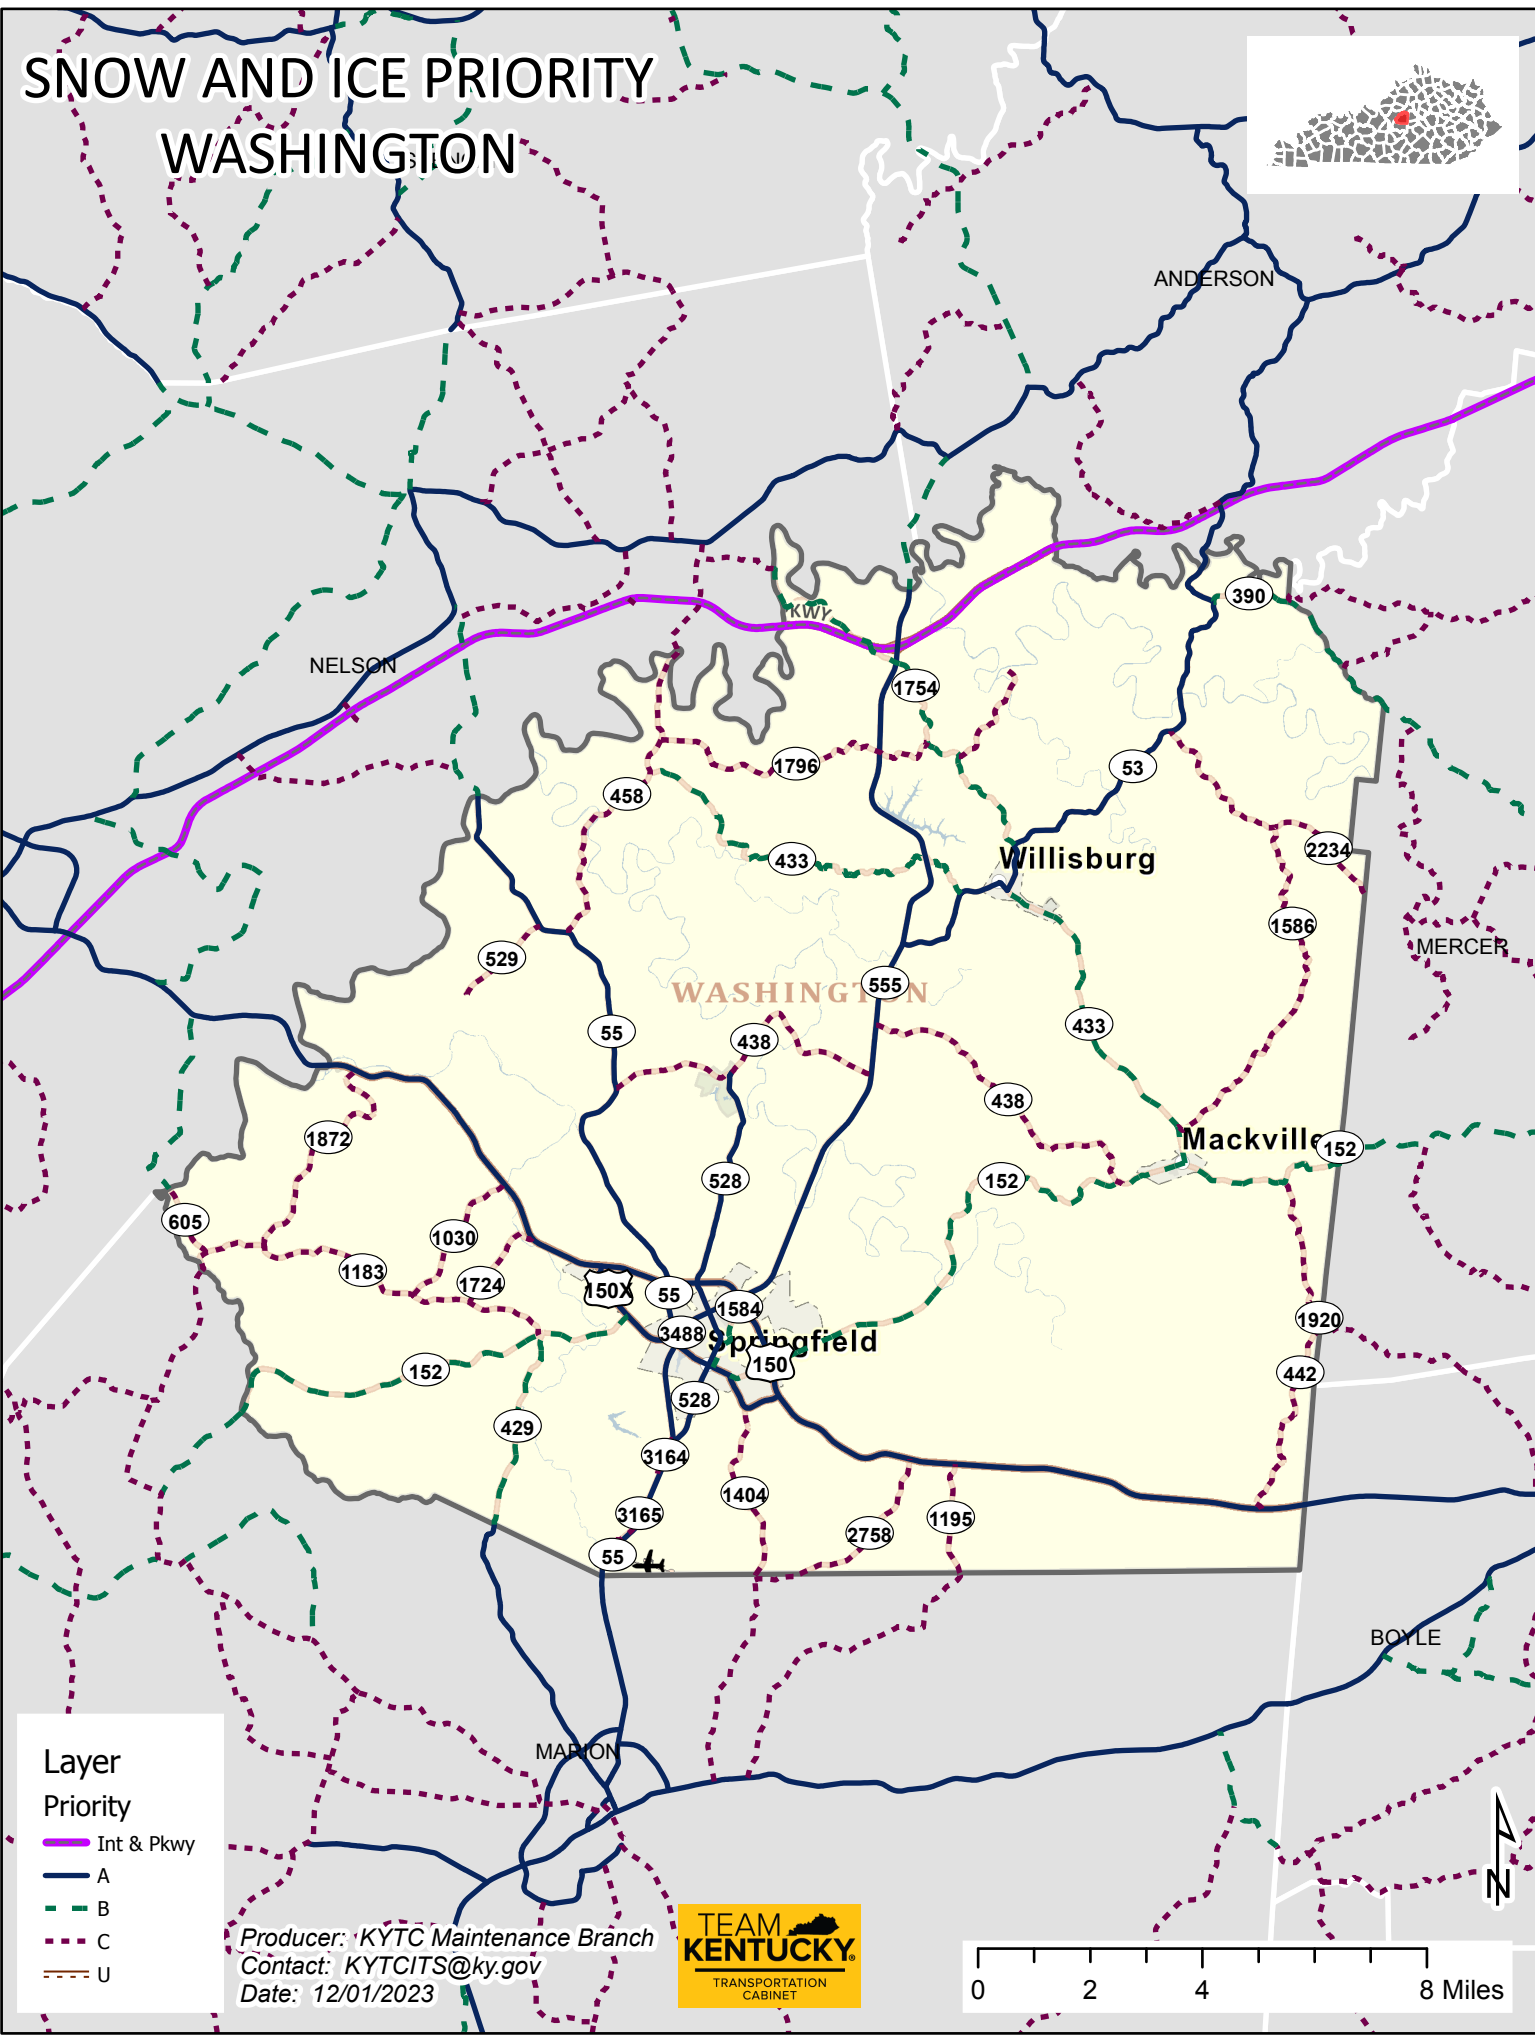 SNOW AND ICE PRIORITY
WASHINGTON
ANDERSON
390
KWY
NELSON
1754
1796
53
458
433
Willisburg
2234
1586
MERCER
529
WASHINGTON
555
55
438
433
438
1872
Mackville
152
528
152
605
1030
1183
1724
150X
55
1584
1920
3488
Springfield
150
152
442
528
429
3164
1404
3165
1195
2758
55
BOYLE
MARION
Layer
Priority
Int & Pkwy
A
B
C
U
Producer: KYTC Maintenance Branch
Contact: KYTCITS@ky.gov
Date: 12/01/2023
TEAM
KENTUCKY®
TRANSPORTATION
CABINET
N
0 2 4 8 Miles